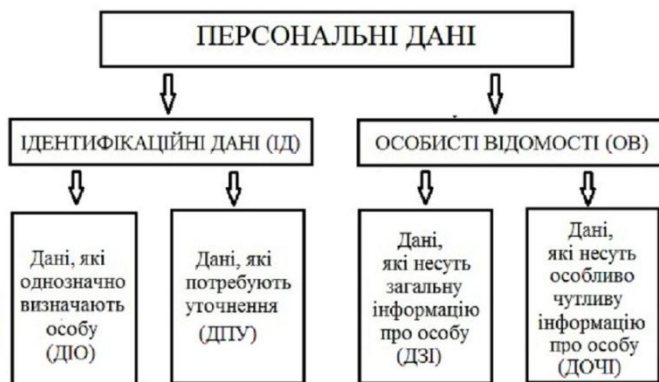 ПЕРСОНАЛЬНІ ДАНІ
ІДЕНТИФІКАЦІЙНІ ДАНІ (ІД)
ОСОБИСТІ ВІДОМОСТІ (ОВ)
Дані, які
однозначно
визначають
особу
(ДІО)
Дані, які
потребують
уточнення
(ДПУ)
Дані,
які несуть
загальну
інформацію
про особу
(ДЗІ)
Дані,
які несуть
особливо
чутливу
інформацію
про особу
(ДОЧІ)